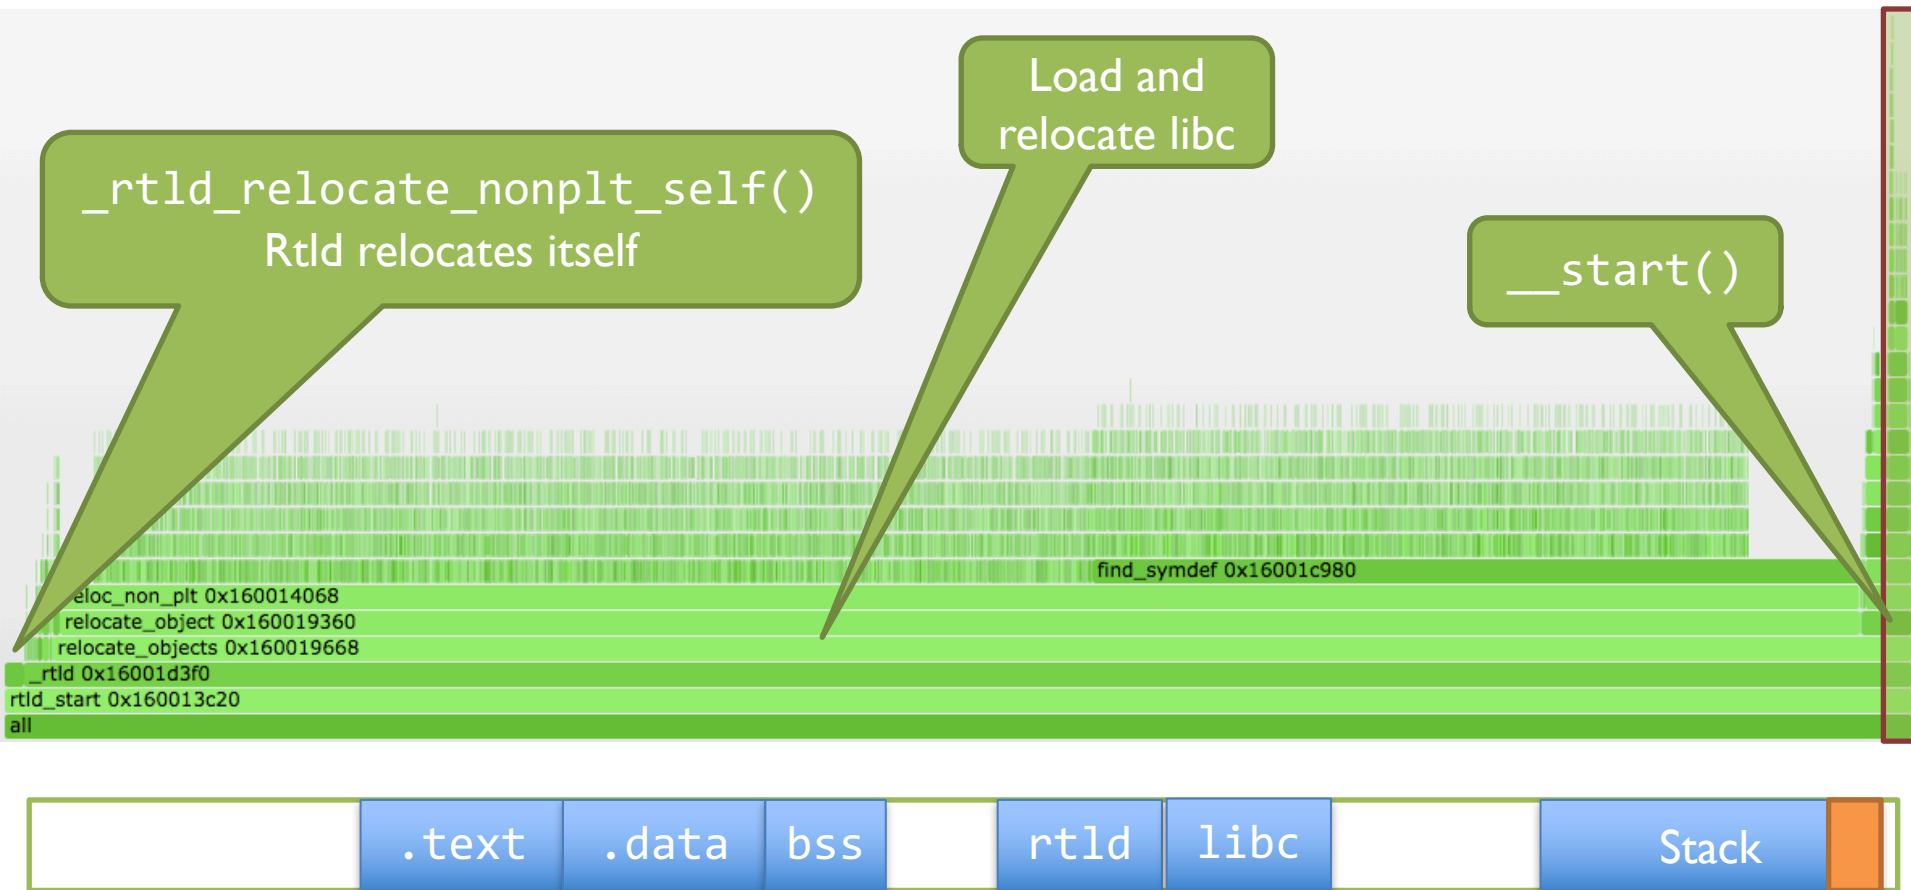 Load and
relocate libc
_rtld_relocate_nonplt_self()
Rtld relocates itself
__start()
find_symdef 0x16001c980
eloc_non_plt 0x160014068
relocate_object 0x160019360
relocate_objects 0x160019668
_rtld 0x16001d3f0
rtld_start 0x160013c20
all
.text .data bss rtld libc Stack